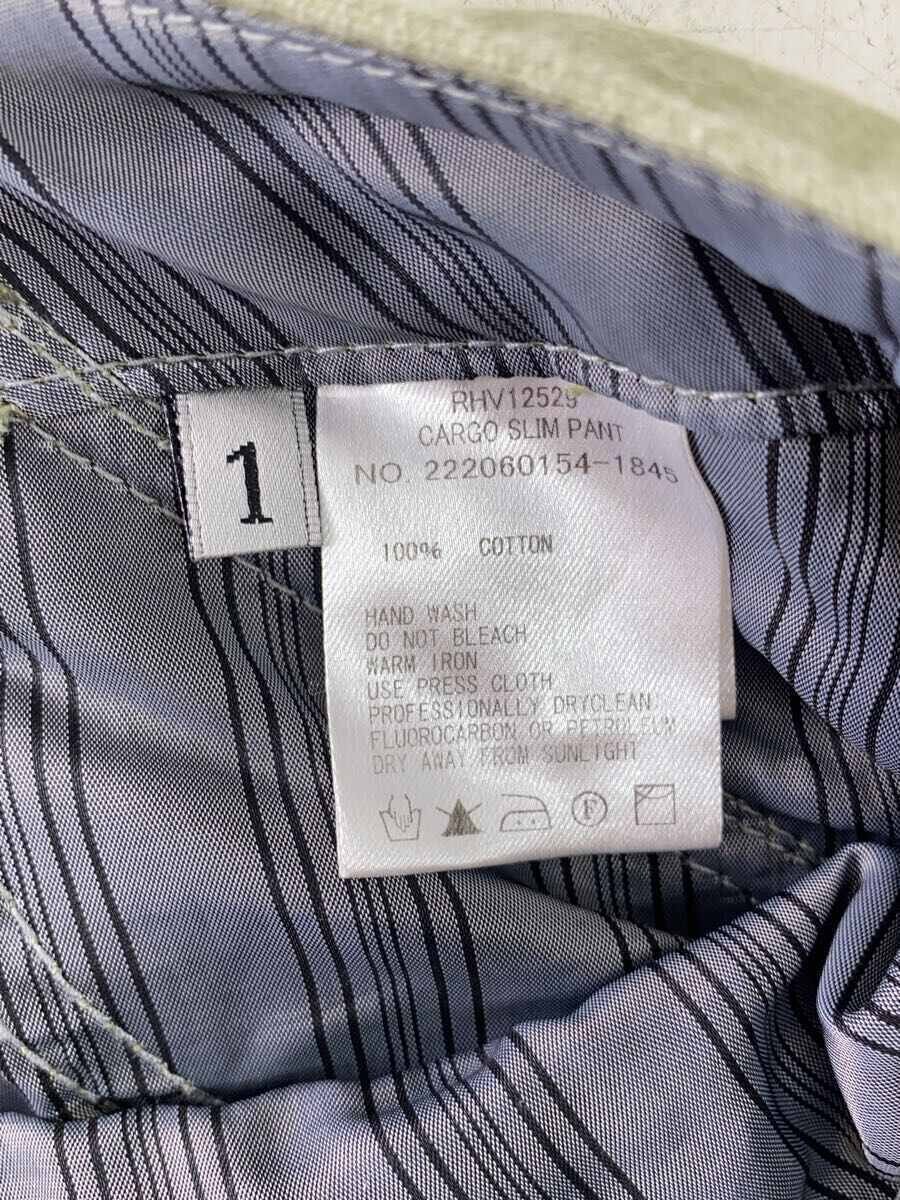 1
RHV12529
CARGO SLIM PANT
NO. 222060154-1845
100% COTTON
HAND WASH
DO NOT BLEACH
WARM IRON
USE PRESS CLOTH
PROFESSIONALLY DRYCLEAN
FLUOROCARBON OR PETROLEUM
DRY AWAY FROM SUNLIGHT
F